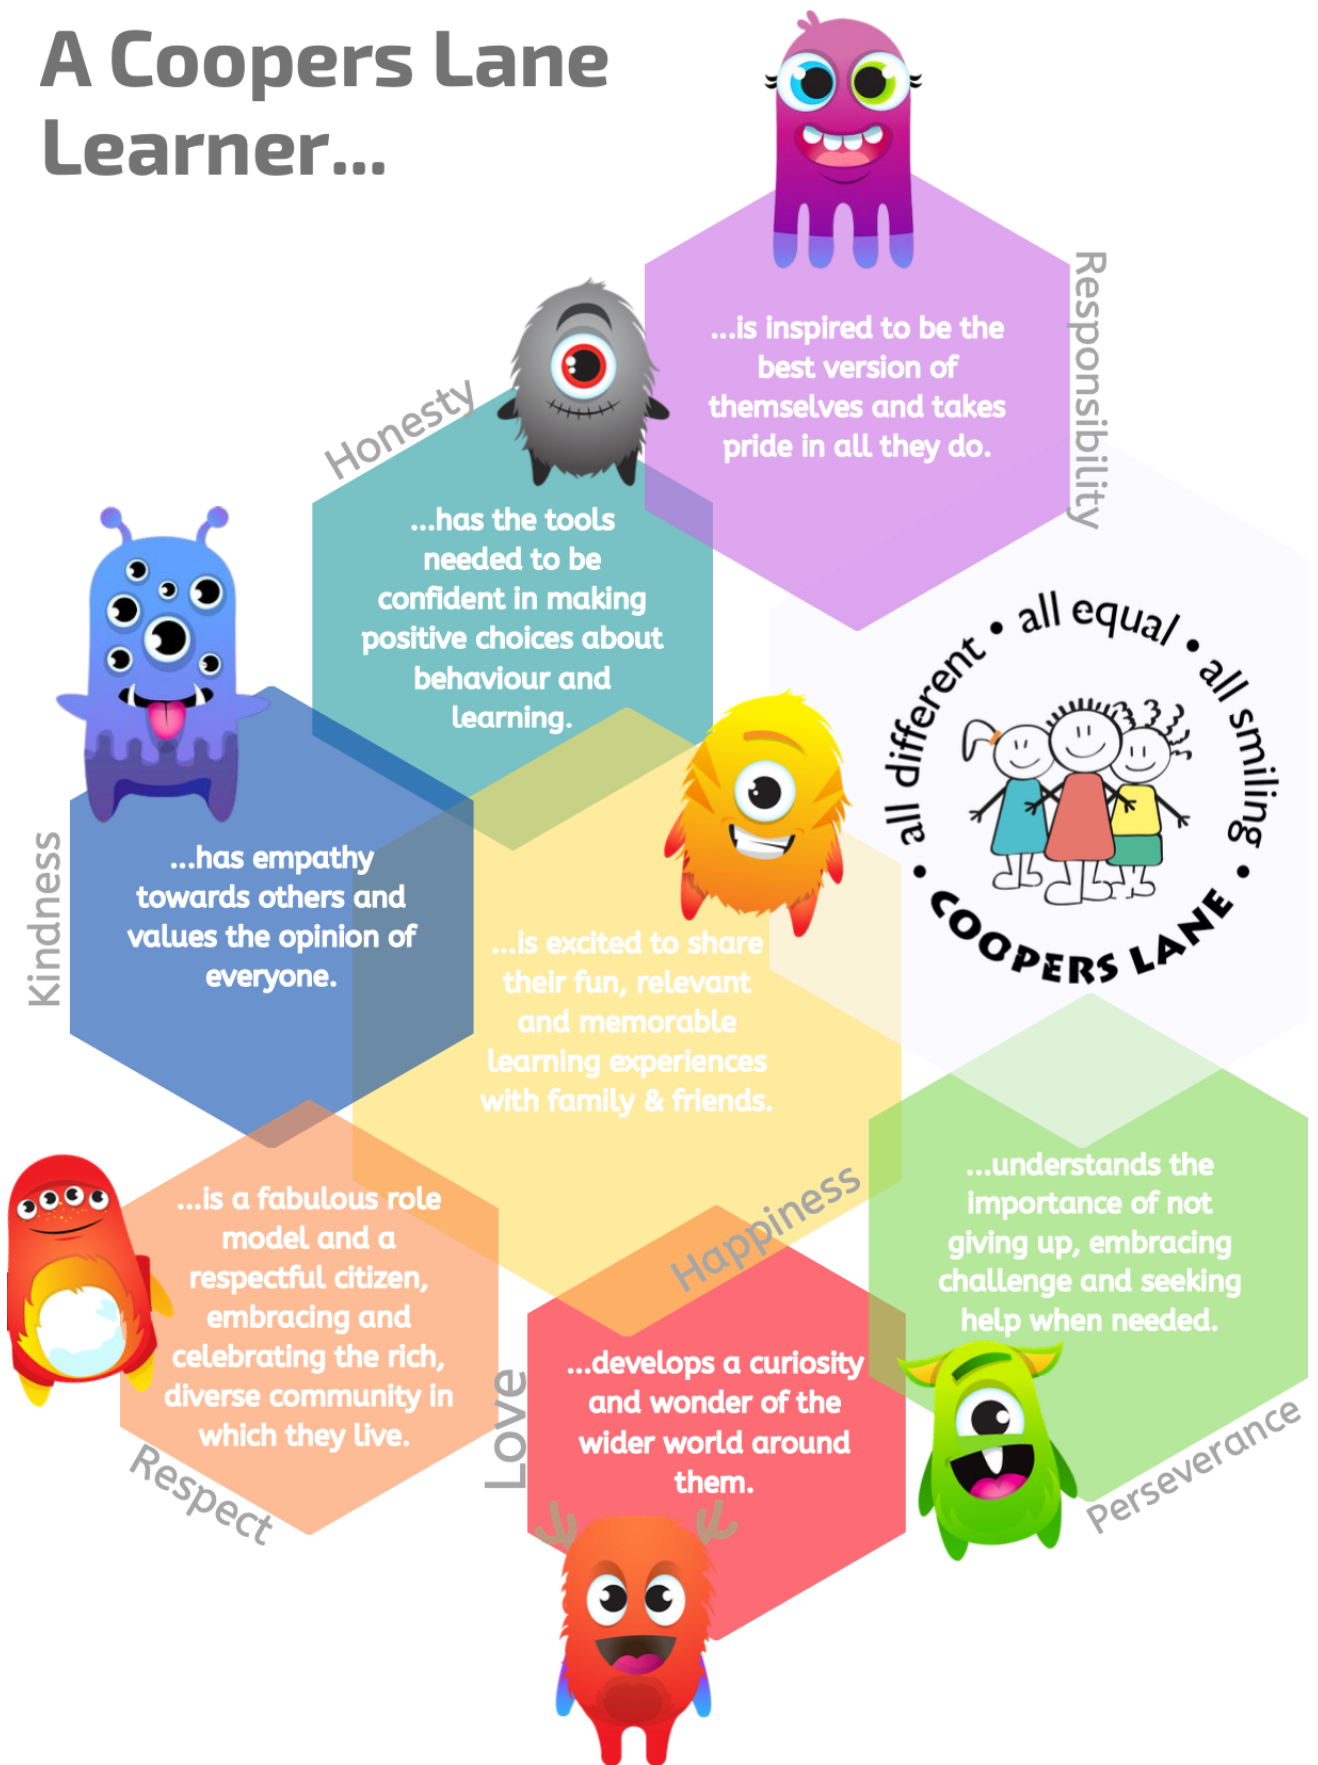 A Coopers Lane
Learner...
Responsibility
...is inspired to be the
best version of
themselves and takes
pride in all they do.
Honesty
...has the tools
needed to be
confident in making
positive choices about
behaviour and
learning.
• all different • all equal • all smiling •
COOPERS LANE
Kindness
...has empathy
towards others and
values the opinion of
everyone.
...is excited to share
their fun, relevant
and memorable
learning experiences
with family & friends.
Happiness
...understands the
importance of not
giving up, embracing
challenge and seeking
help when needed.
Perseverance
...is a fabulous role
model and a
respectful citizen,
embracing and
celebrating the rich,
diverse community in
which they live.
Respect
Love
...develops a curiosity
and wonder of the
wider world around
them.